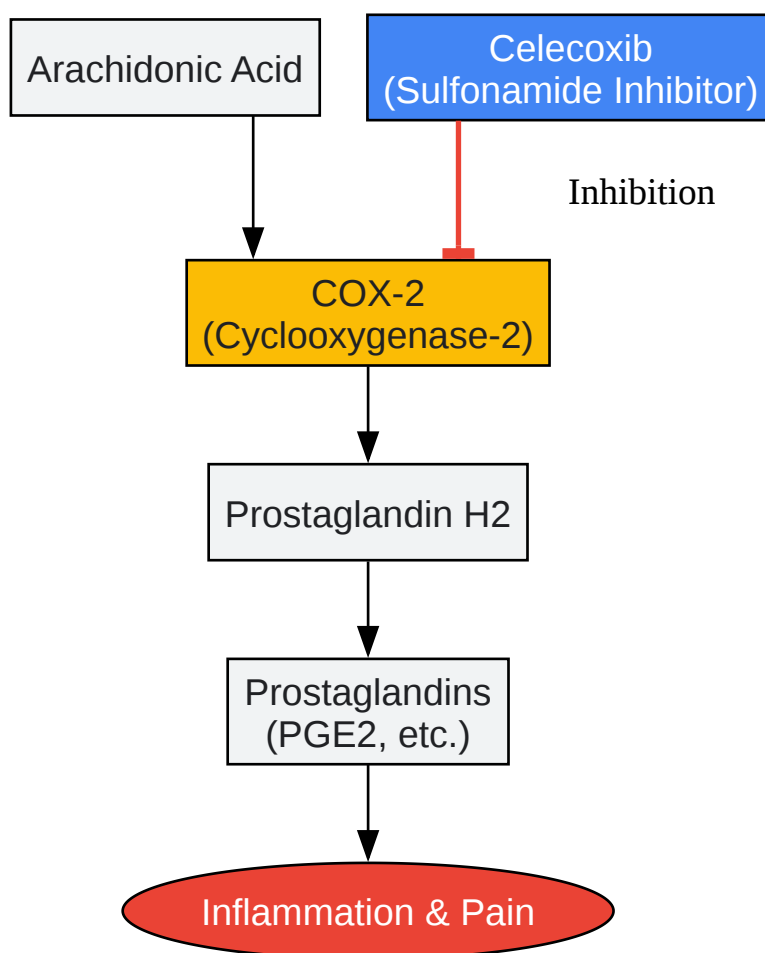 Arachidonic Acid
Celecoxib
(Sulfonamide Inhibitor)
Inhibition
COX-2
(Cyclooxygenase-2)
Prostaglandin H2
Prostaglandins
(PGE2, etc.)
Inflammation & Pain